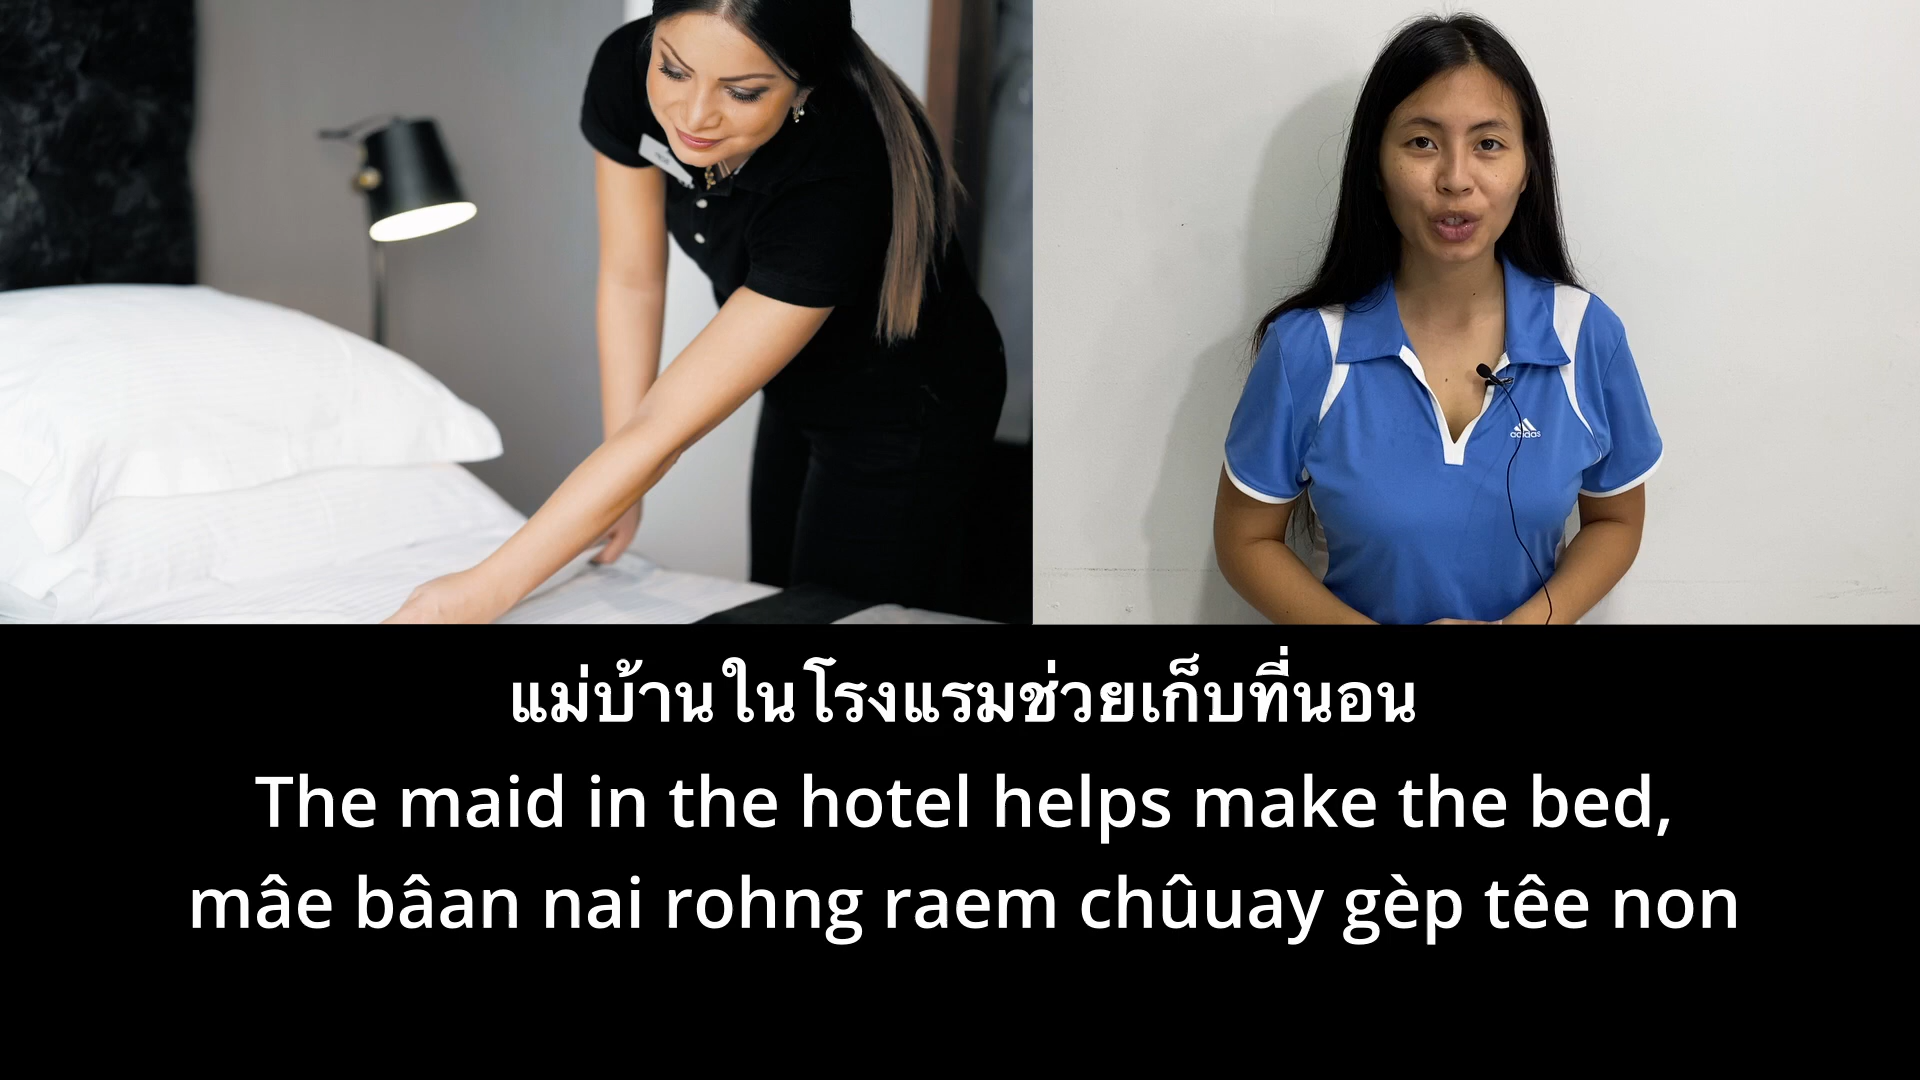 adidas
แม่บ้านในโรงแรมช่วยเก็บที่นอน
The maid in the hotel helps make the bed,
mâe bâan nai rohng raem chûuay gèp têe non